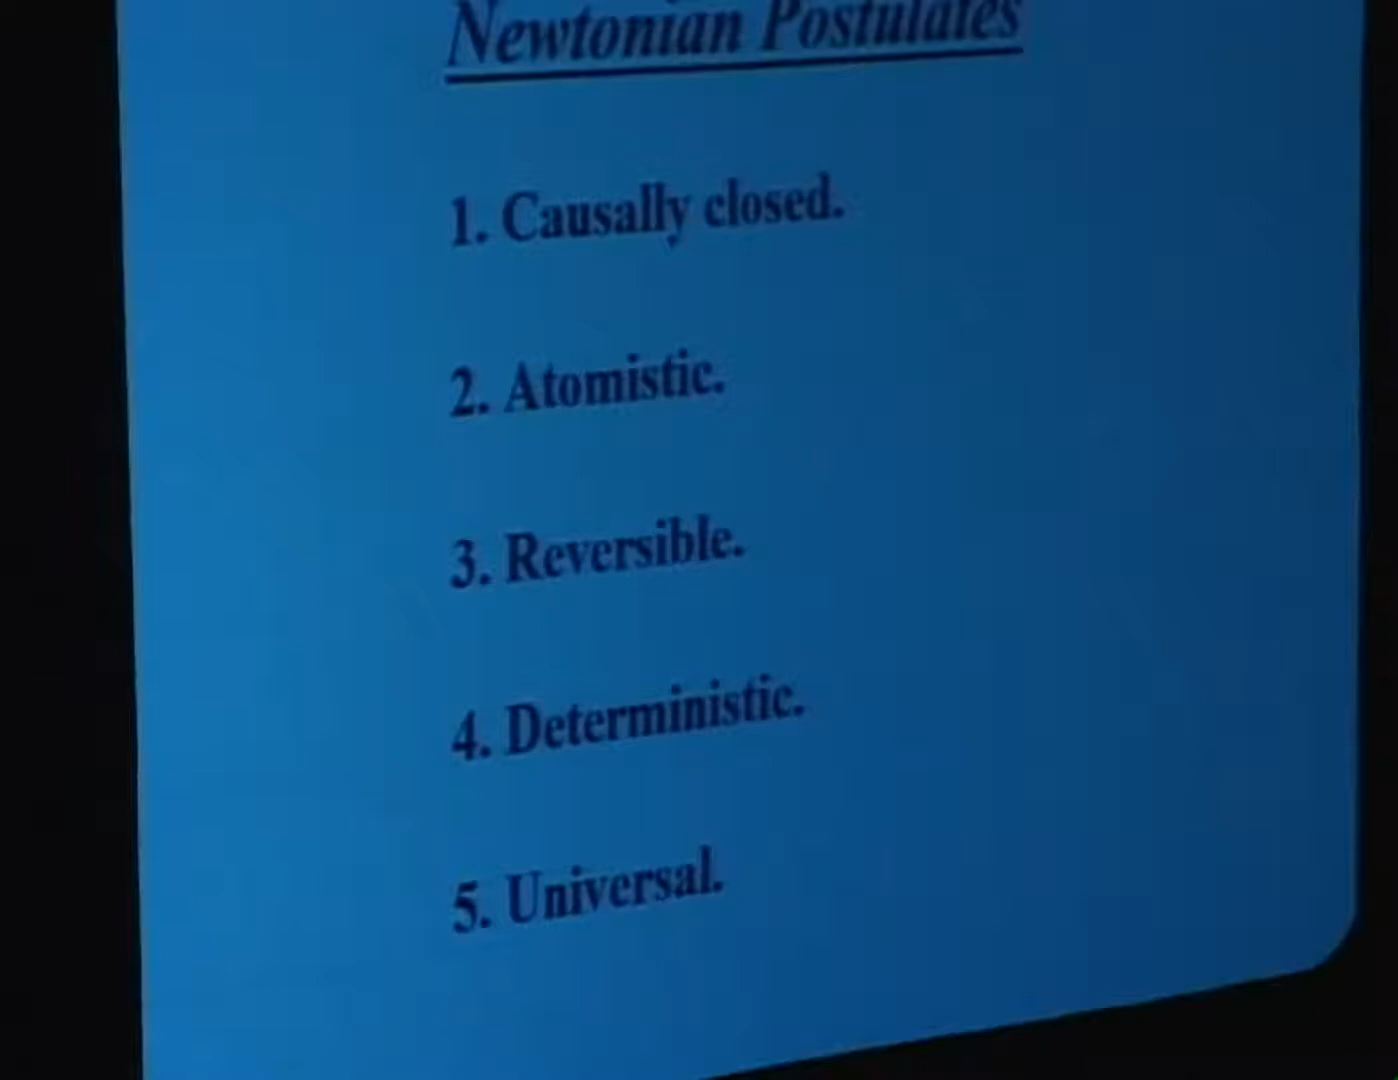 Newtonian Postulates
1. Causally closed.
2. Atomistic.
3. Reversible.
4. Deterministic.
5. Universal.